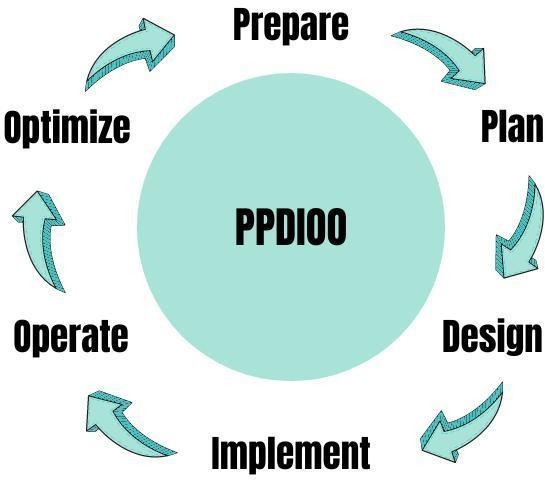 Prepare
Plan
Design
Implement
Operate
Optimize
PPDIOO